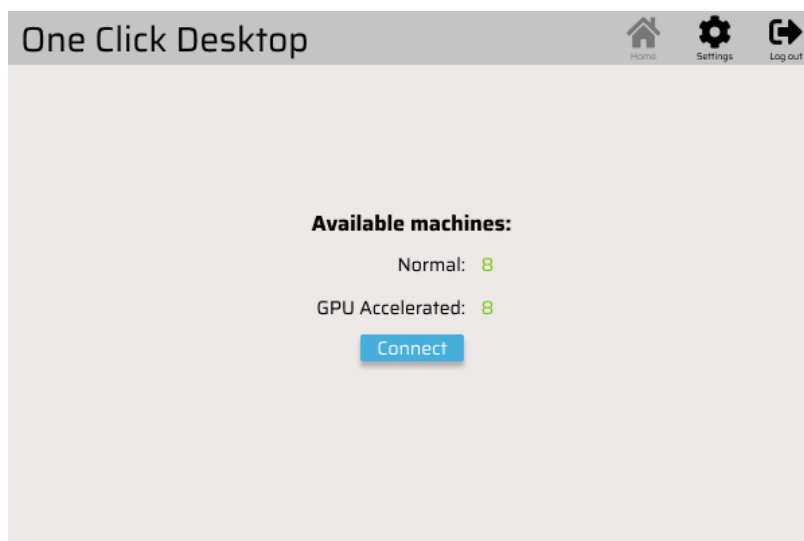 One Click Desktop
Home
Settings
Log out
Available machines:
Normal: 8
GPU Accelerated: 8
Connect